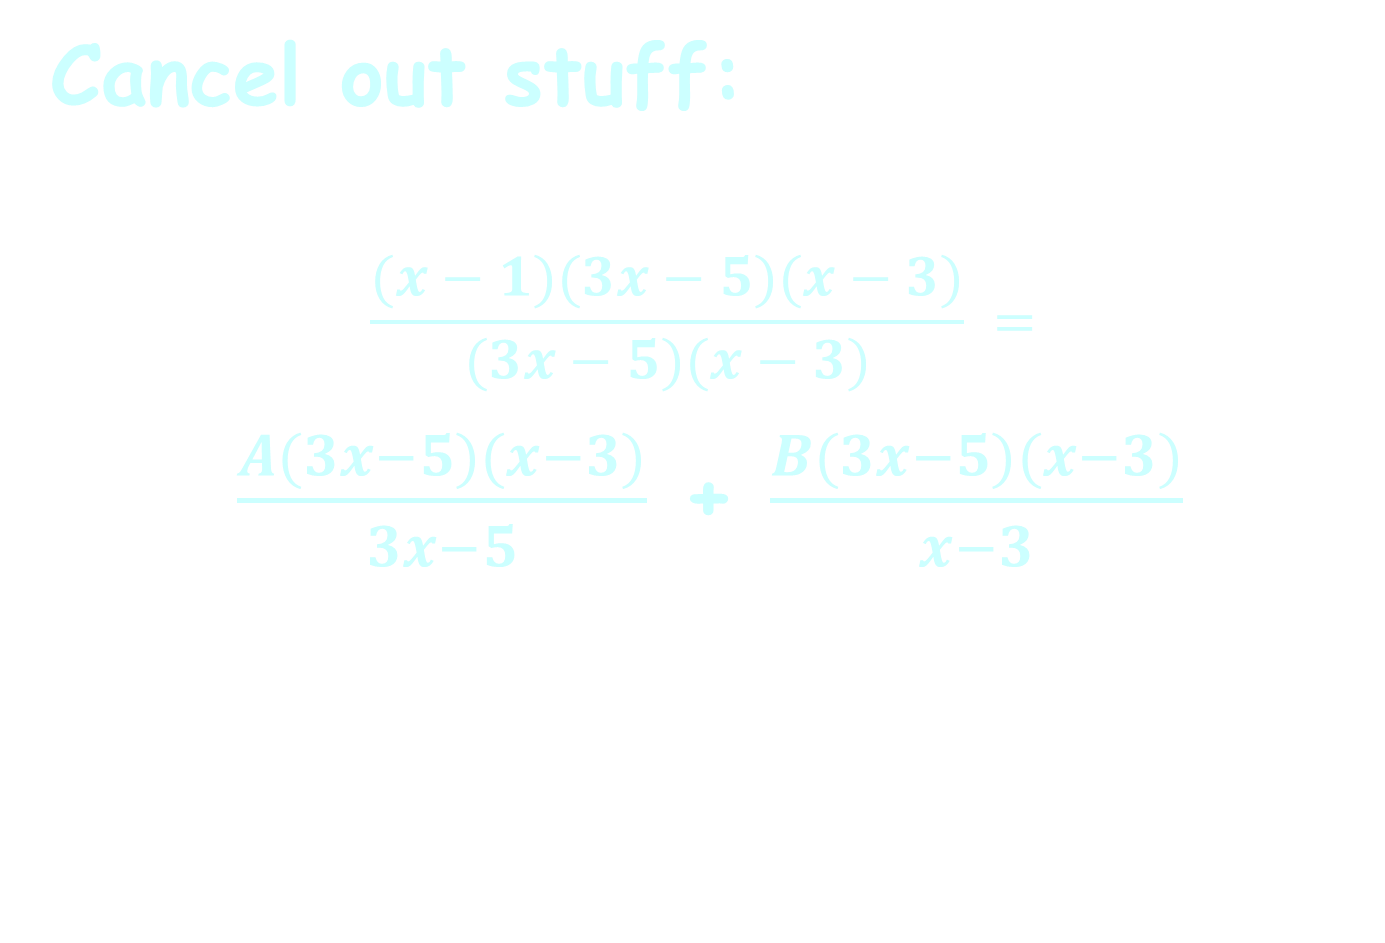 Cancel out stuff:
(x − 1)(3x − 5)(x − 3) =
(3x − 5)(x − 3)
A(3x−5)(x−3) + B(3x−5)(x−3)
3x−5 x−3